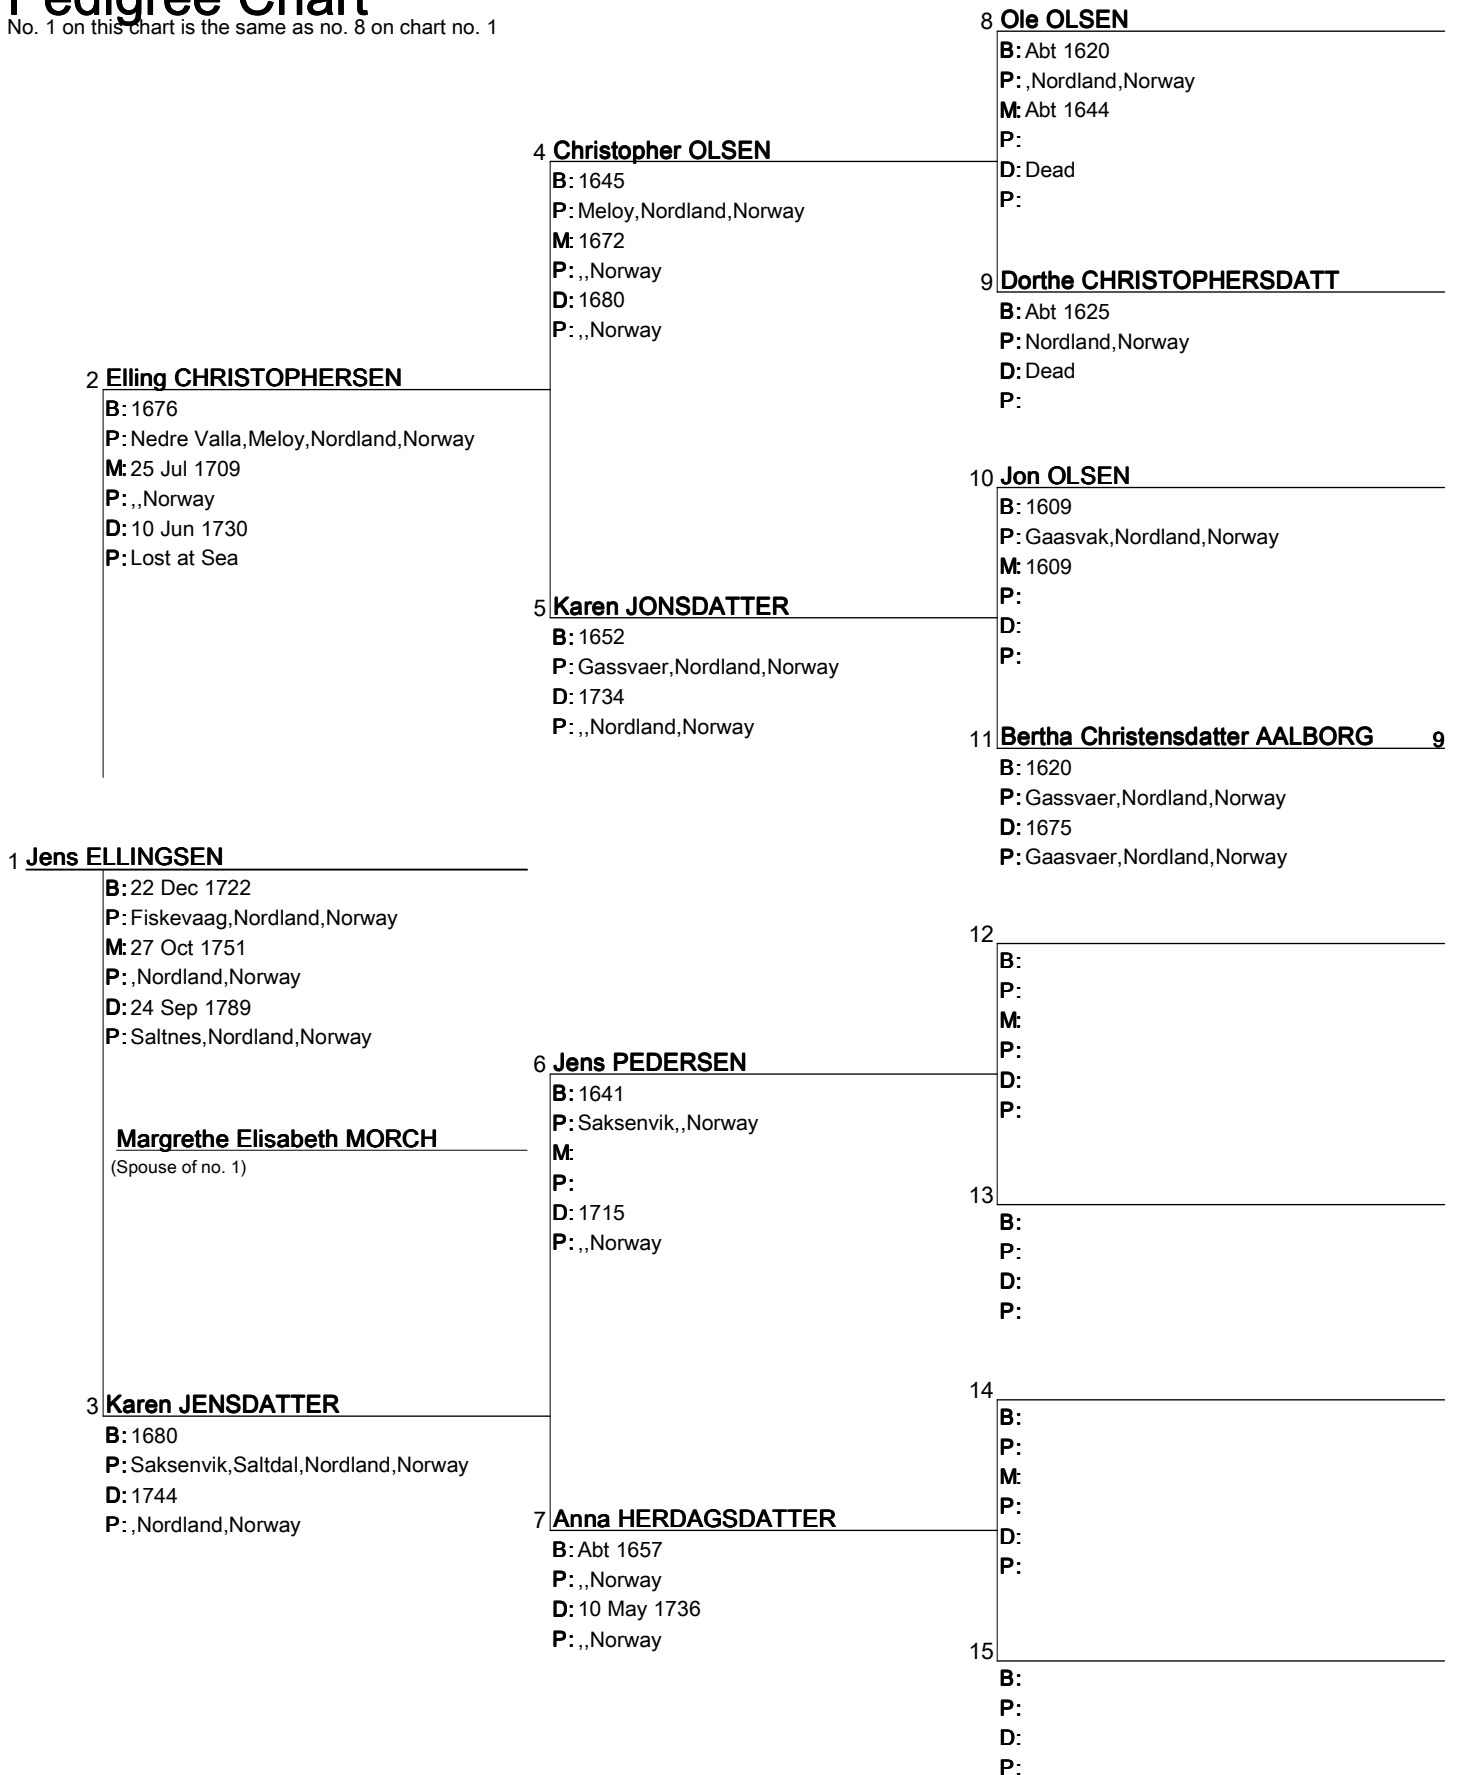 Pedigree Chart
No. 1 on this chart is the same as no. 8 on chart no. 1
8 Ole OLSEN
B: Abt 1620
P: ,Nordland,Norway
M: Abt 1644
P:
D: Dead
P:
4 Christopher OLSEN
B: 1645
P: Meloy,Nordland,Norway
M: 1672
P: ,,Norway
D: 1680
P: ,,Norway
9 Dorthe CHRISTOPHERSDATT
B: Abt 1625
P: Nordland,Norway
D: Dead
P:
2 Elling CHRISTOPHERSEN
B: 1676
P: Nedre Valla,Meloy,Nordland,Norway
M: 25 Jul 1709
P: ,,Norway
D: 10 Jun 1730
P: Lost at Sea
10 Jon OLSEN
B: 1609
P: Gaasvak,Nordland,Norway
M: 1609
P:
D:
P:
5 Karen JONSDATTER
B: 1652
P: Gassvaer,Nordland,Norway
D: 1734
P: ,,Nordland,Norway
11 Bertha Christensdatter AALBORG 9
B: 1620
P: Gassvaer,Nordland,Norway
D: 1675
P: Gaasvaer,Nordland,Norway
1 Jens ELLINGSEN
B: 22 Dec 1722
P: Fiskevaag,Nordland,Norway
M: 27 Oct 1751
P: ,Nordland,Norway
D: 24 Sep 1789
P: Saltnes,Nordland,Norway
Margrethe Elisabeth MORCH
(Spouse of no. 1)
12
B:
P:
M:
P:
D:
P:
6 Jens PEDERSEN
B: 1641
P: Saksenvik,,Norway
M:
P:
D: 1715
P: ,,Norway
13
B:
P:
D:
P:
3 Karen JENSDATTER
B: 1680
P: Saksenvik,Saltdal,Nordland,Norway
D: 1744
P: ,Nordland,Norway
14
B:
P:
M:
P:
D:
P:
7 Anna HERDAGSDATTER
B: Abt 1657
P: ,,Norway
D: 10 May 1736
P: ,,Norway
15
B:
P:
D:
P: